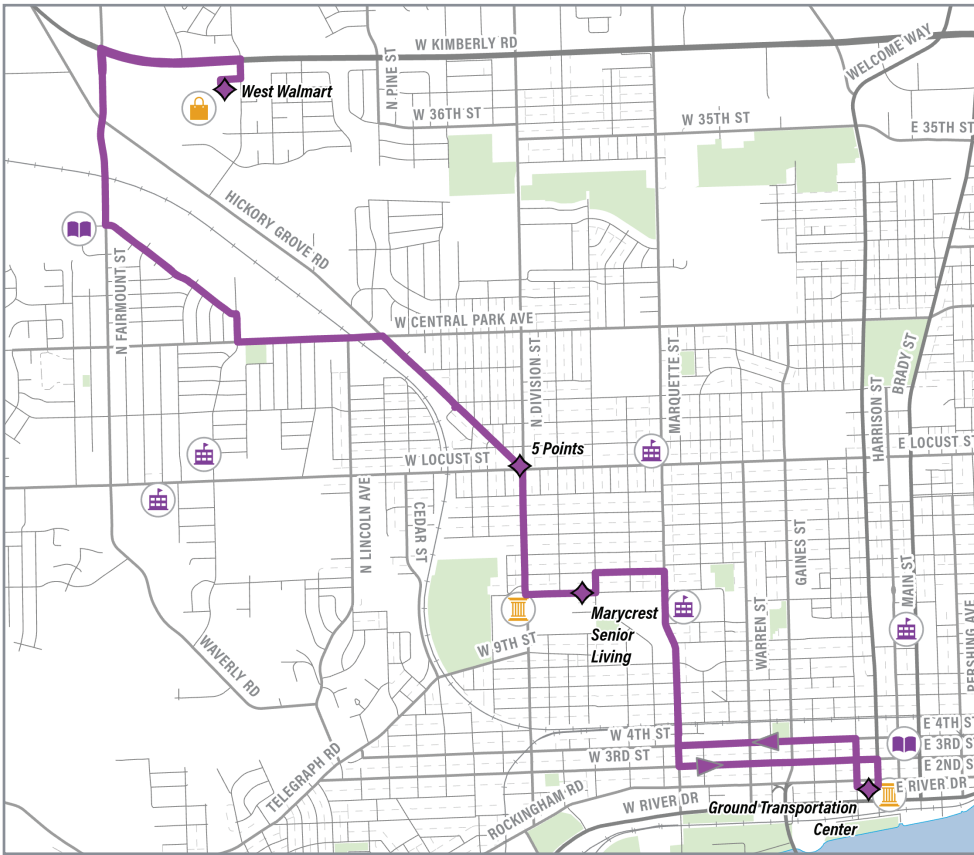 WELCOME WAY
W KIMBERLY RD
N PINE ST
West Walmart
W 36TH ST
W 35TH ST
E 35TH ST
HICKORY GROVE RD
N FAIRMOUNT ST
W CENTRAL PARK AVE
N DIVISION ST
MARQUETTE ST
HARRISON ST
BRADY ST
5 Points
W LOCUST ST
E LOCUST ST
N LINCOLN AVE
CEDAR ST
GAINES ST
MAIN ST
Marycrest
Senior
Living
WARREN ST
PERSHING AVE
W 9TH ST
WAVERLY RD
W 4TH ST
E 4TH S
W 3RD ST
E 3RD S
TELEGRAPH RD
E 2ND S
E RIVER DR
ROCKINGHAM RD
W RIVER DR
Ground Transportation
Center